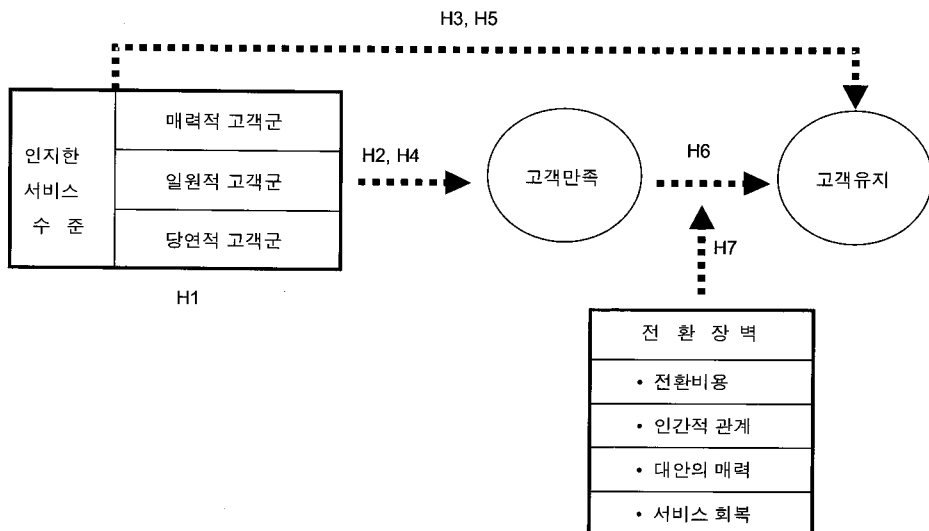 H3, H5
인지한
서비스
수 준
매력적 고객군
일원적 고객군
당연적 고객군
H1
H2, H4
고객만족
H6
고객유지
H7
전 환 장 벽
• 전환비용
• 인간적 관계
• 대안의 매력
• 서비스 회복